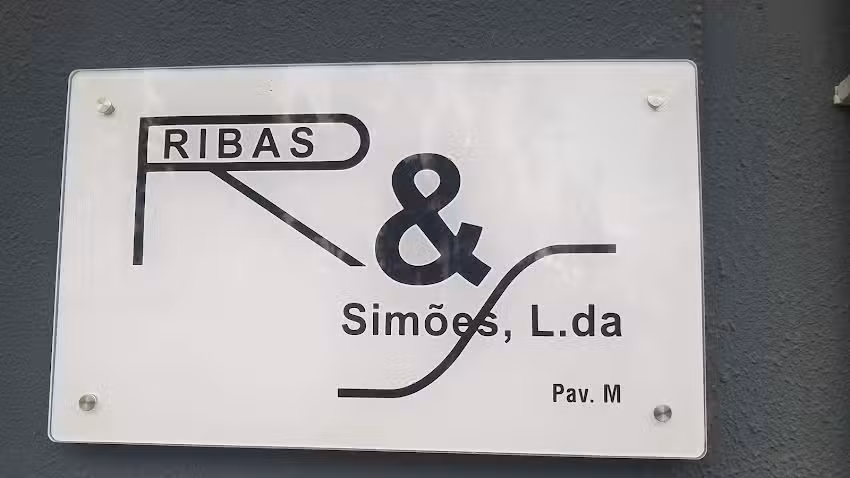 RIBAS
&
Simões, L.da
Pav. M